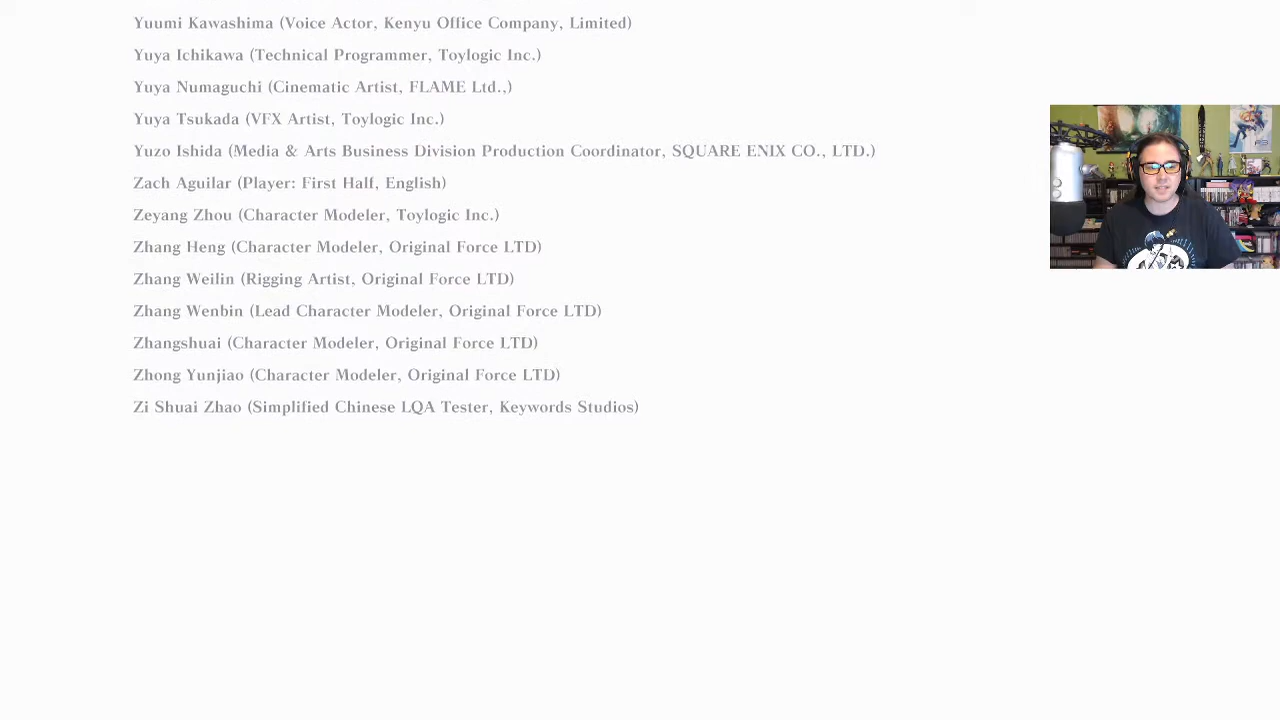 Yuumi Kawashima (Voice Actor, Kenyu Office Company, Limited)
Yuya Ichikawa (Technical Programmer, Toylogic Inc.)
Yuya Numaguchi (Cinematic Artist, FLAME Ltd.,)
Yuya Tsukada (VFX Artist, Toylogic Inc.)
Yuzo Ishida (Media & Arts Business Division Production Coordinator, SQUARE ENIX CO., LTD.)
Zach Aguilar (Player: First Half, English)
Zeyang Zhou (Character Modeler, Toylogic Inc.)
Zhang Heng (Character Modeler, Original Force LTD)
Zhang Weilin (Rigging Artist, Original Force LTD)
Zhang Wenbin (Lead Character Modeler, Original Force LTD)
Zhangshuai (Character Modeler, Original Force LTD)
Zhong Yunjiao (Character Modeler, Original Force LTD)
Zi Shuai Zhao (Simplified Chinese LQA Tester, Keywords Studios)